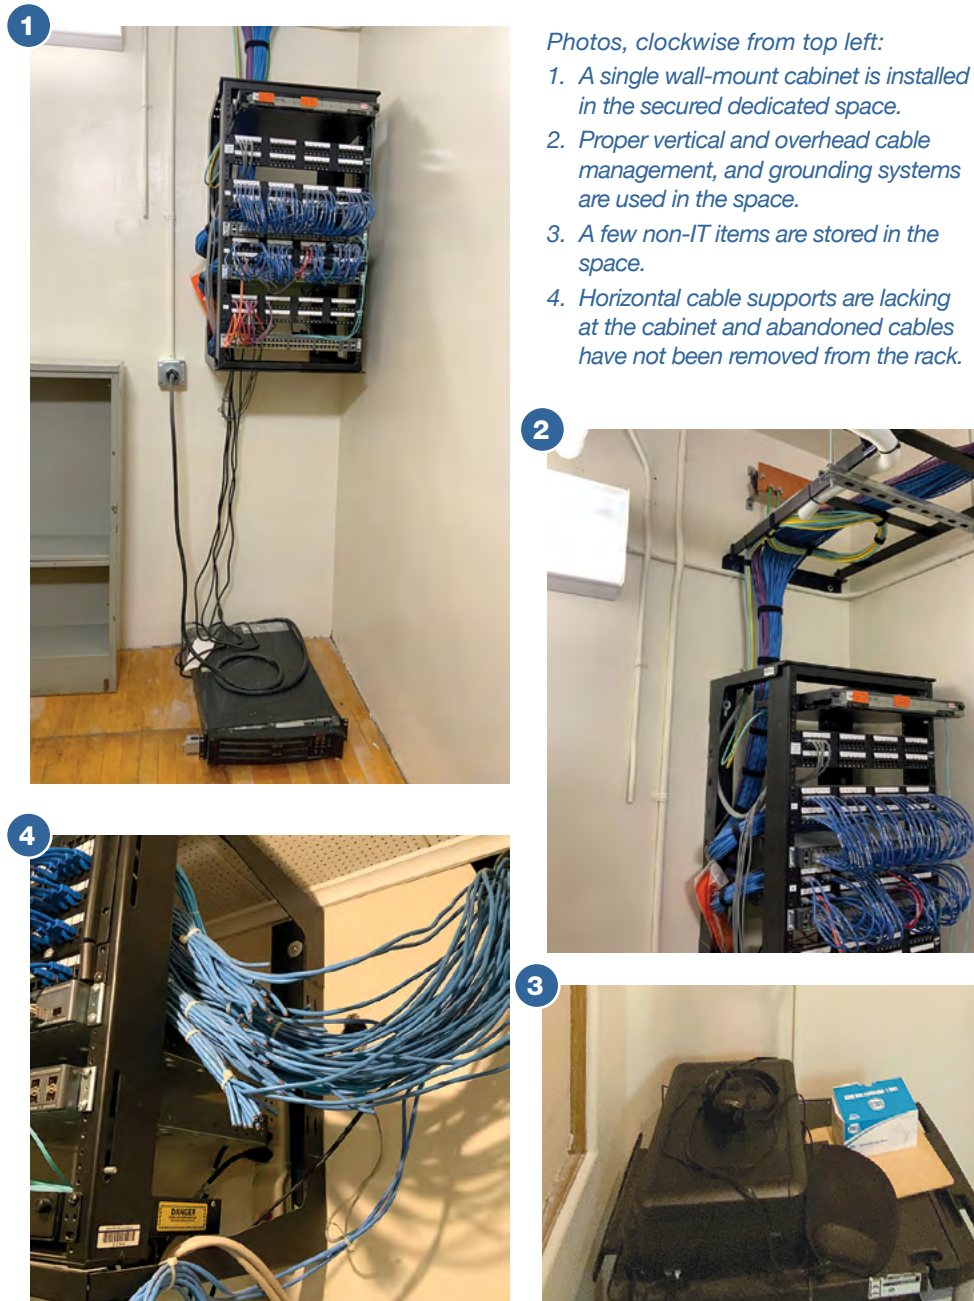 1
Photos, clockwise from top left:
1. A single wall-mount cabinet is installed
in the secured dedicated space.
2. Proper vertical and overhead cable
management, and grounding systems
are used in the space.
3. A few non-IT items are stored in the
space.
4. Horizontal cable supports are lacking
at the cabinet and abandoned cables
have not been removed from the rack.
2
4
DANGER
3